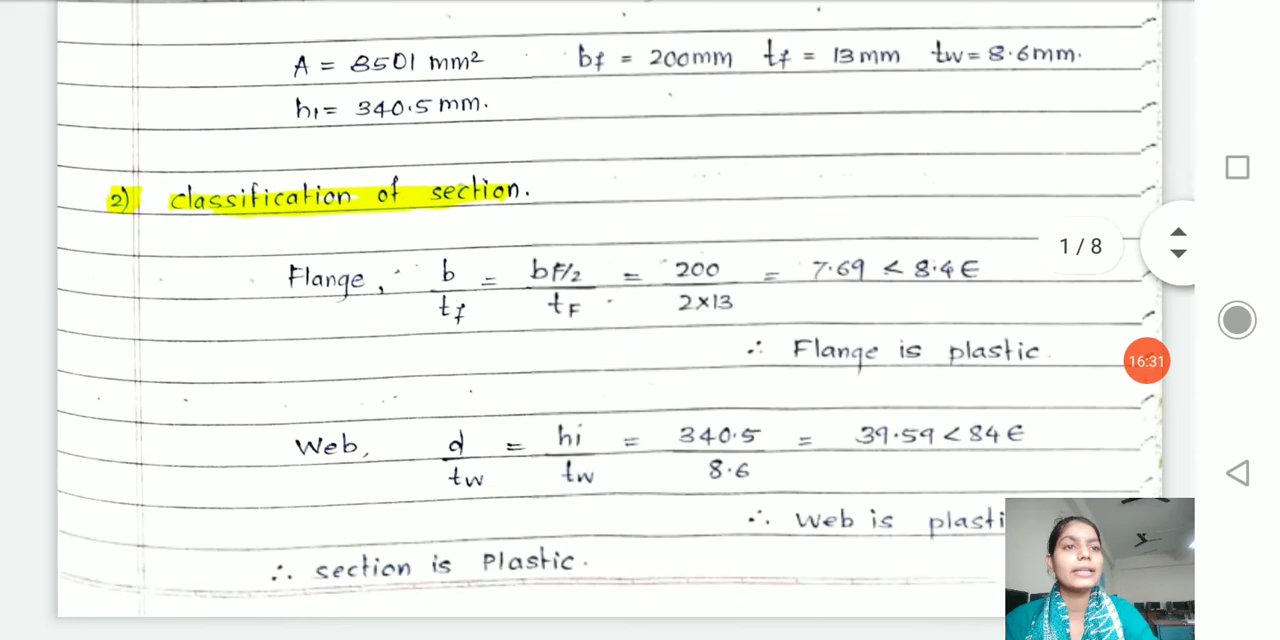 A = 8501 mm² bf = 200mm tf = 13mm tw = 8.6mm.
h1 = 340.5 mm.
2) classification of section.
1 / 8
Flange, b/tf = bf/2/tF = 200/2×13 = 7.69 < 8.4Є
∴ Flange is plastic.
16:31
Web, d/tw = hi/tw = 340.5/8.6 = 39.59 < 84Є
∴ Web is plasti
∴ section is Plastic.